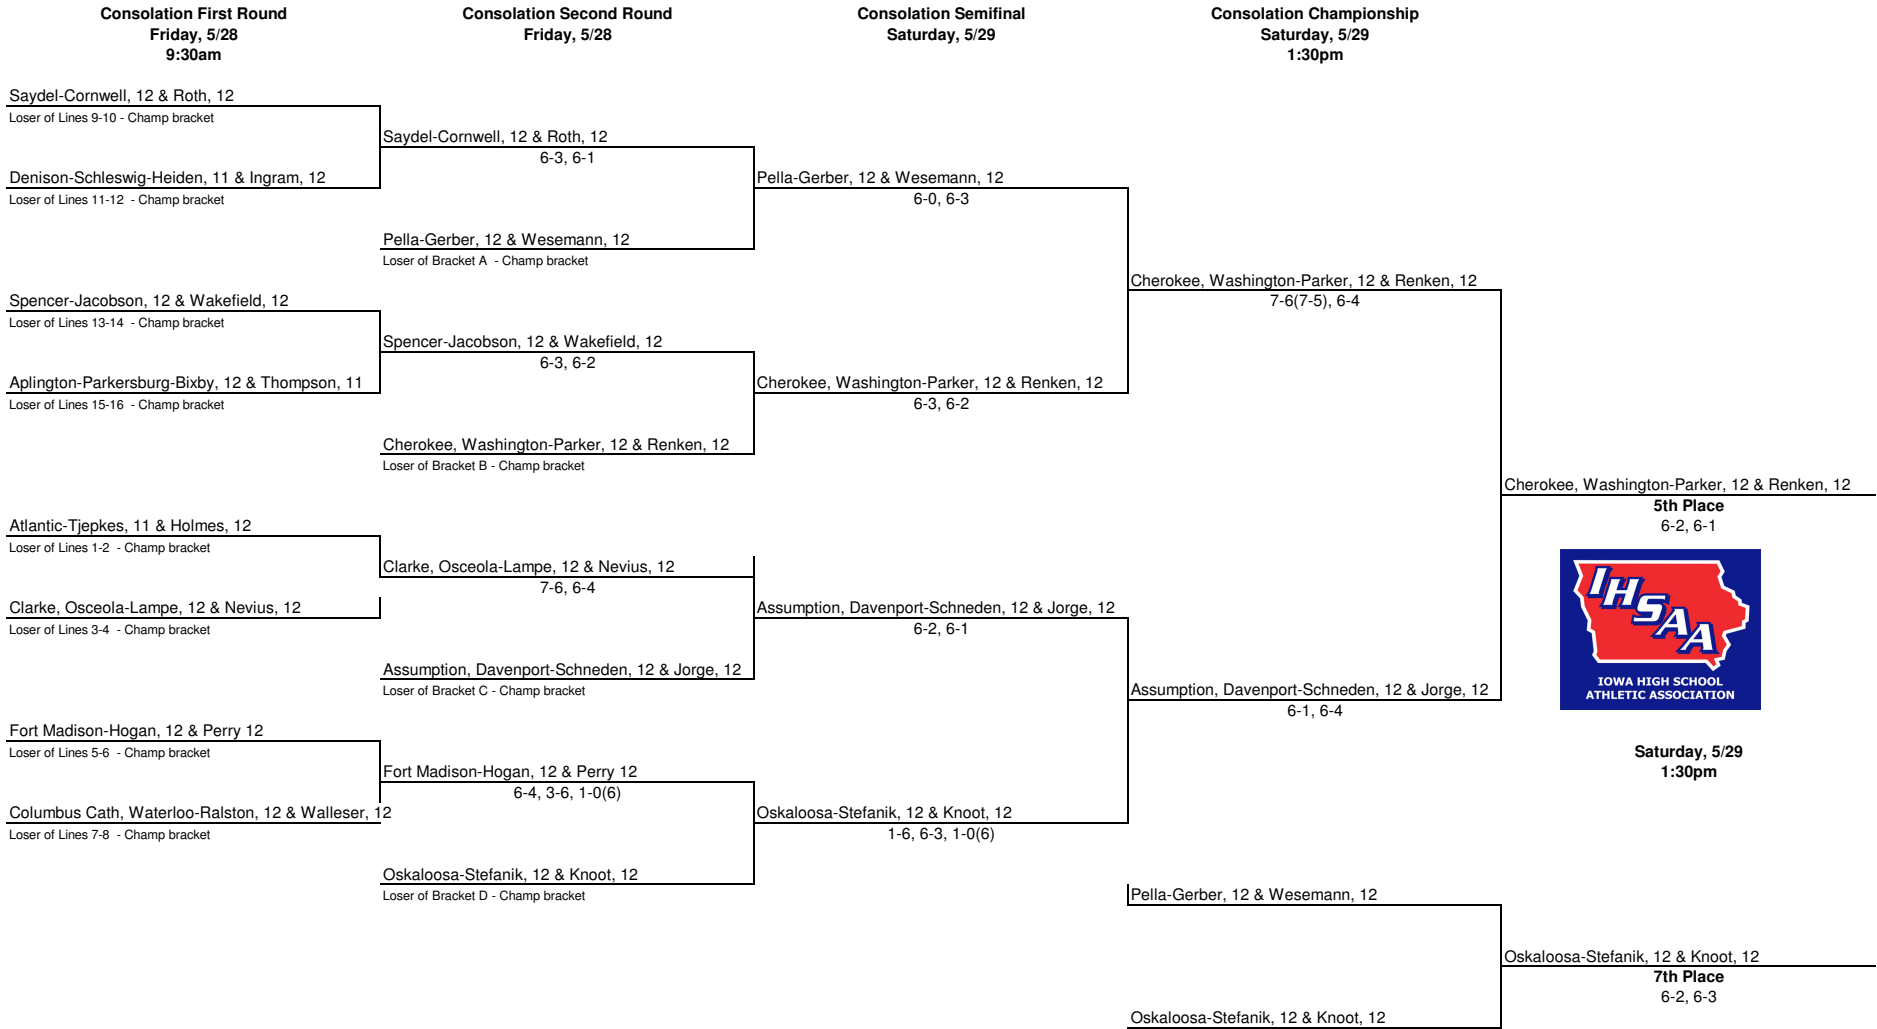 Consolation First Round
Friday, 5/28
9:30am
Consolation Second Round
Friday, 5/28
Consolation Semifinal
Saturday, 5/29
Consolation Championship
Saturday, 5/29
1:30pm
Saydel-Cornwell, 12 & Roth, 12
Loser of Lines 9-10 - Champ bracket
Denison-Schleswig-Heiden, 11 & Ingram, 12
Loser of Lines 11-12 - Champ bracket
Spencer-Jacobson, 12 & Wakefield, 12
Loser of Lines 13-14 - Champ bracket
Aplington-Parkersburg-Bixby, 12 & Thompson, 11
Loser of Lines 15-16 - Champ bracket
Atlantic-Tjepkes, 11 & Holmes, 12
Loser of Lines 1-2 - Champ bracket
Clarke, Osceola-Lampe, 12 & Nevius, 12
Loser of Lines 3-4 - Champ bracket
Fort Madison-Hogan, 12 & Perry 12
Loser of Lines 5-6 - Champ bracket
Columbus Cath, Waterloo-Ralston, 12 & Walleser, 12
Loser of Lines 7-8 - Champ bracket
Saydel-Cornwell, 12 & Roth, 12
6-3, 6-1
Pella-Gerber, 12 & Wesemann, 12
Loser of Bracket A - Champ bracket
Spencer-Jacobson, 12 & Wakefield, 12
6-3, 6-2
Cherokee, Washington-Parker, 12 & Renken, 12
Loser of Bracket B - Champ bracket
Clarke, Osceola-Lampe, 12 & Nevius, 12
7-6, 6-4
Assumption, Davenport-Schneden, 12 & Jorge, 12
Loser of Bracket C - Champ bracket
Fort Madison-Hogan, 12 & Perry 12
6-4, 3-6, 1-0(6)
Oskaloosa-Stefanik, 12 & Knoot, 12
Loser of Bracket D - Champ bracket
Pella-Gerber, 12 & Wesemann, 12
6-0, 6-3
Cherokee, Washington-Parker, 12 & Renken, 12
6-3, 6-2
Assumption, Davenport-Schneden, 12 & Jorge, 12
6-2, 6-1
Oskaloosa-Stefanik, 12 & Knoot, 12
1-6, 6-3, 1-0(6)
Cherokee, Washington-Parker, 12 & Renken, 12
7-6(7-5), 6-4
Assumption, Davenport-Schneden, 12 & Jorge, 12
6-1, 6-4
Pella-Gerber, 12 & Wesemann, 12
Oskaloosa-Stefanik, 12 & Knoot, 12
Cherokee, Washington-Parker, 12 & Renken, 12
5th Place
6-2, 6-1
IHSAA
IOWA HIGH SCHOOL
ATHLETIC ASSOCIATION
Saturday, 5/29
1:30pm
Oskaloosa-Stefanik, 12 & Knoot, 12
7th Place
6-2, 6-3